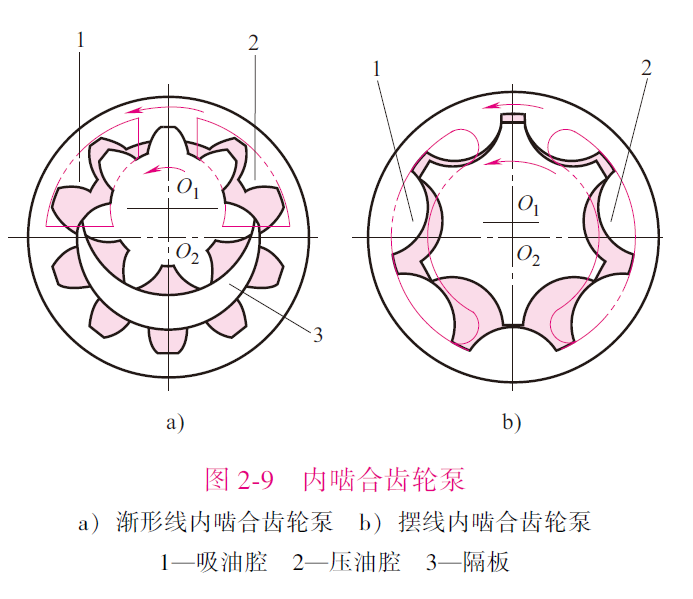 1 2
1 2
O1 O1
O2 O2
3
a) b)
图 2-9 内啮合齿轮泵
a) 渐形线内啮合齿轮泵 b) 摆线内啮合齿轮泵
1—吸油腔 2—压油腔 3—隔板